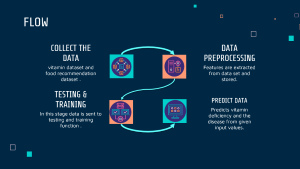 FLOW
COLLECT THE
DATA
vitamin dataset and
food recommendation
dataset .
DATA
PREPROCESSING
Features are extracted
from data set and
stored.
TESTING &
TRAINING
In this stage data is sent to
testing and training
function .
PREDICT DATA
Predicts vitamin
deficiency and the
disease from given
input values.